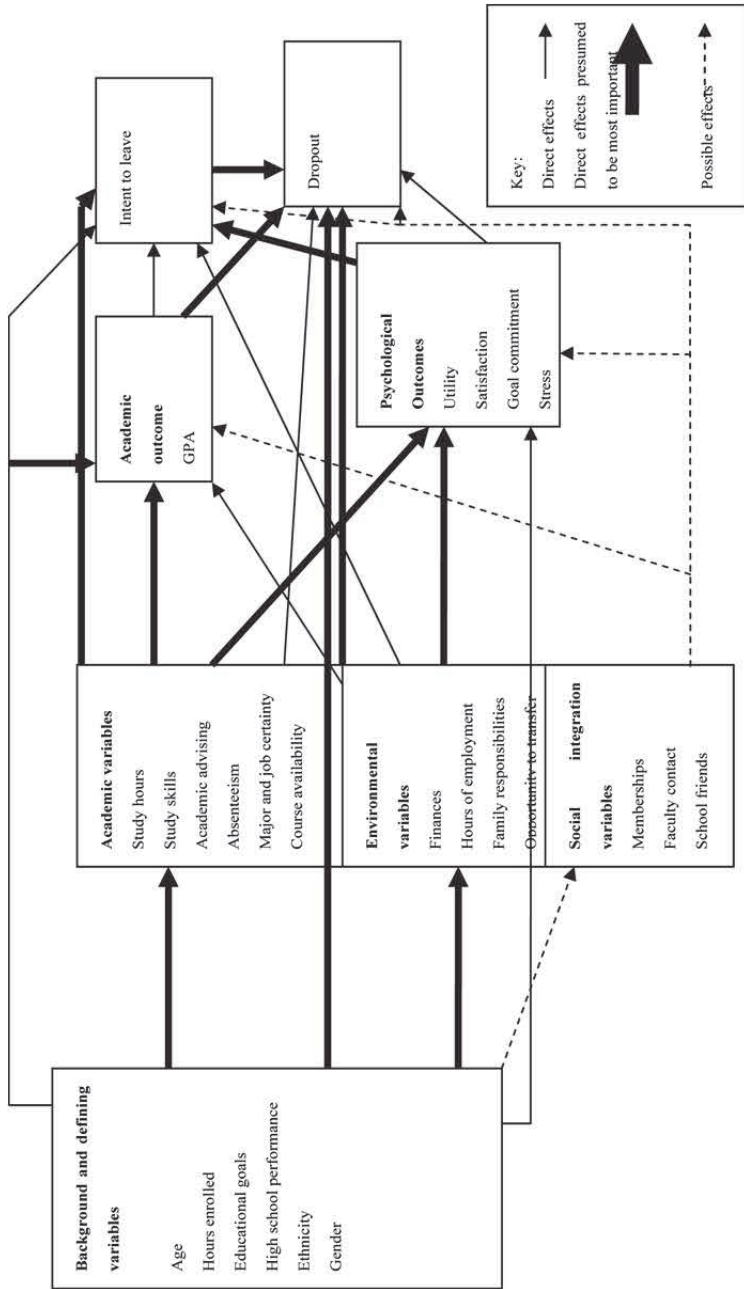 Background and defining
variables
Age
Hours enrolled
Educational goals
High school performance
Ethnicity
Gender
Academic variables
Study hours
Study skills
Academic advising
Absenteeism
Major and job certainty
Course availability
Environmental
variables
Finances
Hours of employment
Family responsibilities
Opportunity to transfer
Social integration
variables
Memberships
Faculty contact
School friends
Academic
outcome
GPA
Psychological
Outcomes
Utility
Satisfaction
Goal commitment
Stress
Intent to leave
Dropout
Key:
Direct effects
Direct effects presumed
to be most important
Possible effects